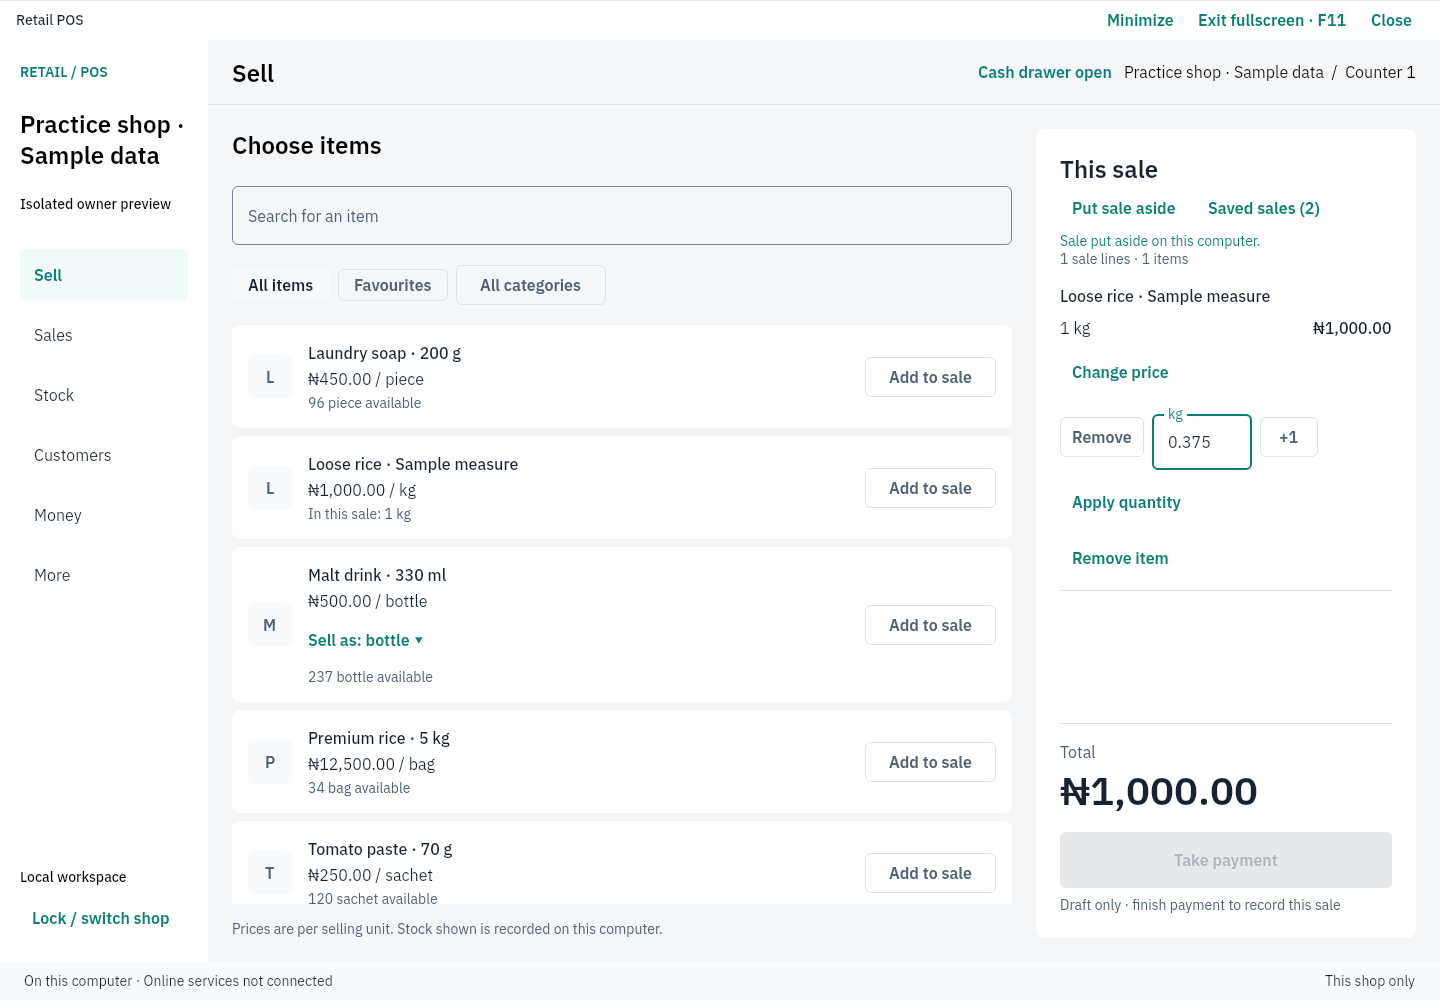 Retail POS
Minimize
Exit fullscreen · F11
Close
RETAIL / POS
Practice shop ·
Sample data
Isolated owner preview
Sell
Sales
Stock
Customers
Money
More
Local workspace
Lock / switch shop
Sell
Cash drawer open
Practice shop · Sample data / Counter 1
Choose items
Search for an item
All items
Favourites
All categories
L
Laundry soap · 200 g
₦450.00 / piece
96 piece available
Add to sale
L
Loose rice · Sample measure
₦1,000.00 / kg
In this sale: 1 kg
Add to sale
M
Malt drink · 330 ml
₦500.00 / bottle
Sell as: bottle ▾
237 bottle available
Add to sale
P
Premium rice · 5 kg
₦12,500.00 / bag
34 bag available
Add to sale
T
Tomato paste · 70 g
₦250.00 / sachet
120 sachet available
Add to sale
Prices are per selling unit. Stock shown is recorded on this computer.
This sale
Put sale aside
Saved sales (2)
Sale put aside on this computer.
1 sale lines · 1 items
Loose rice · Sample measure
1 kg
₦1,000.00
Change price
Remove
kg
0.375
+1
Apply quantity
Remove item
Total
₦1,000.00
Take payment
Draft only · finish payment to record this sale
On this computer · Online services not connected
This shop only